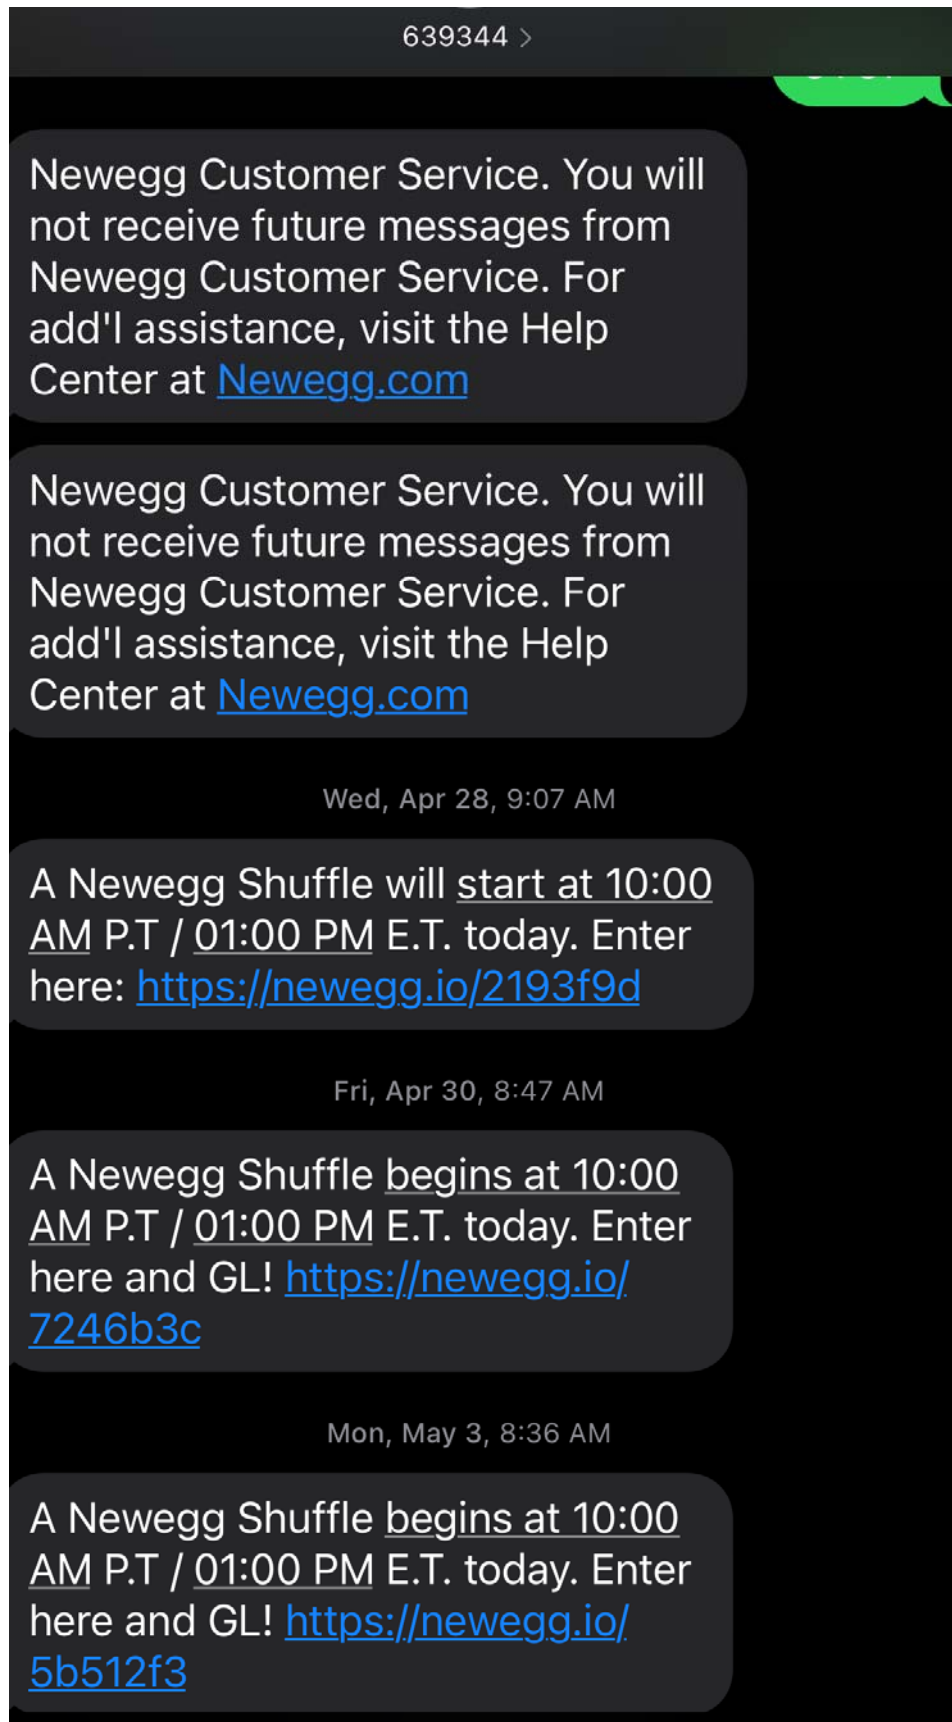 639344 >
Newegg Customer Service. You will
not receive future messages from
Newegg Customer Service. For
add'l assistance, visit the Help
Center at Newegg.com
Newegg Customer Service. You will
not receive future messages from
Newegg Customer Service. For
add'l assistance, visit the Help
Center at Newegg.com
Wed, Apr 28, 9:07 AM
A Newegg Shuffle will start at 10:00
AM P.T / 01:00 PM E.T. today. Enter
here: https://newegg.io/2193f9d
Fri, Apr 30, 8:47 AM
A Newegg Shuffle begins at 10:00
AM P.T / 01:00 PM E.T. today. Enter
here and GL! https://newegg.io/
7246b3c
Mon, May 3, 8:36 AM
A Newegg Shuffle begins at 10:00
AM P.T / 01:00 PM E.T. today. Enter
here and GL! https://newegg.io/
5b512f3